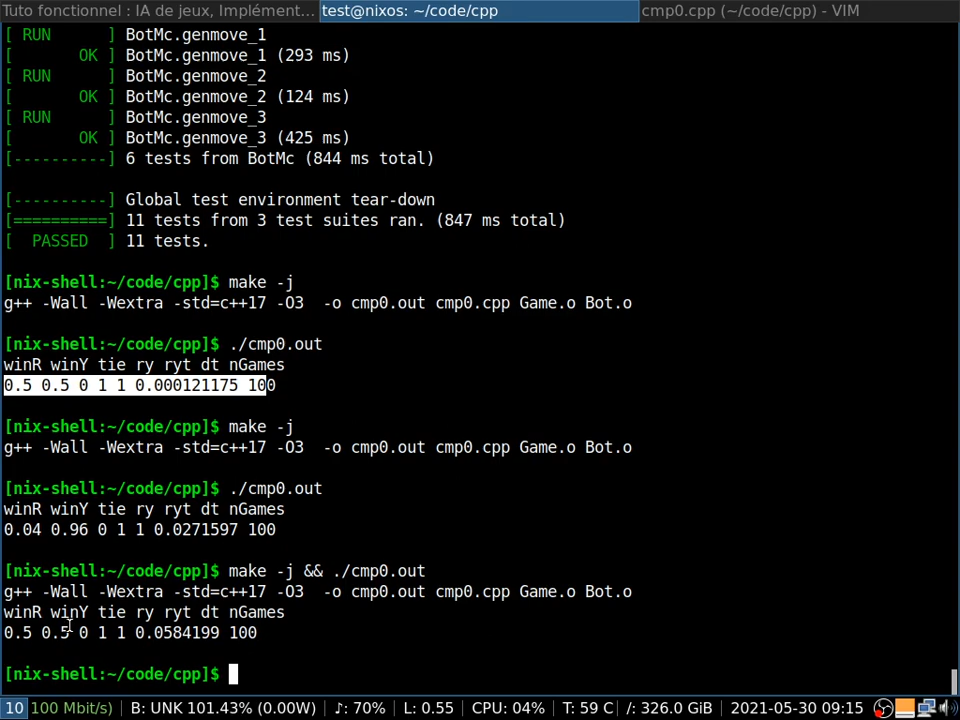 Tuto fonctionnel : IA de jeux, Implément... test@nixos: ~/code/cpp cmp0.cpp (~/code/cpp) - VIM
[ RUN      ] BotMc.genmove_1
[       OK ] BotMc.genmove_1 (293 ms)
[ RUN      ] BotMc.genmove_2
[       OK ] BotMc.genmove_2 (124 ms)
[ RUN      ] BotMc.genmove_3
[       OK ] BotMc.genmove_3 (425 ms)
[----------] 6 tests from BotMc (844 ms total)
[----------] Global test environment tear-down
[==========] 11 tests from 3 test suites ran. (847 ms total)
[  PASSED  ] 11 tests.
[nix-shell:~/code/cpp]$ make -j
g++ -Wall -Wextra -std=c++17 -O3  -o cmp0.out cmp0.cpp Game.o Bot.o
[nix-shell:~/code/cpp]$ ./cmp0.out
winR winY tie ry ryt dt nGames
0.5 0.5 0 1 1 0.000121175 100
[nix-shell:~/code/cpp]$ make -j
g++ -Wall -Wextra -std=c++17 -O3  -o cmp0.out cmp0.cpp Game.o Bot.o
[nix-shell:~/code/cpp]$ ./cmp0.out
winR winY tie ry ryt dt nGames
0.04 0.96 0 1 1 0.0271597 100
[nix-shell:~/code/cpp]$ make -j && ./cmp0.out
g++ -Wall -Wextra -std=c++17 -O3  -o cmp0.out cmp0.cpp Game.o Bot.o
winR winY tie ry ryt dt nGames
0.5 0.5 0 1 1 0.0584199 100
[nix-shell:~/code/cpp]$
10 100 Mbit/s) | B: UNK 101.43% (0.00W) | ♪: 70% | L: 0.55 | CPU: 04% | T: 59 C | /: 326.0 GiB | 2021-05-30 09:15